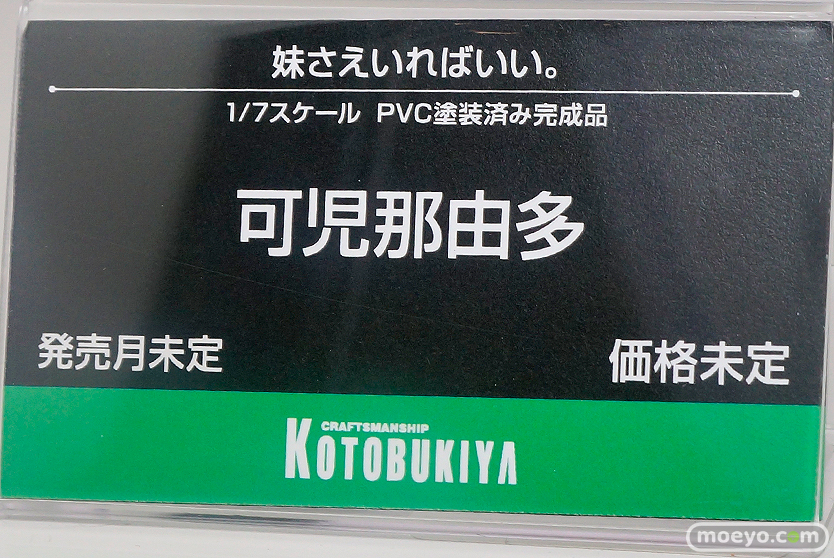 妹さえいればいい。
1/7スケール PVC塗装済み完成品
可児那由多
発売月未定
価格未定
CRAFTSMANSHIP
KOTOBUKIYA
moeyo.com